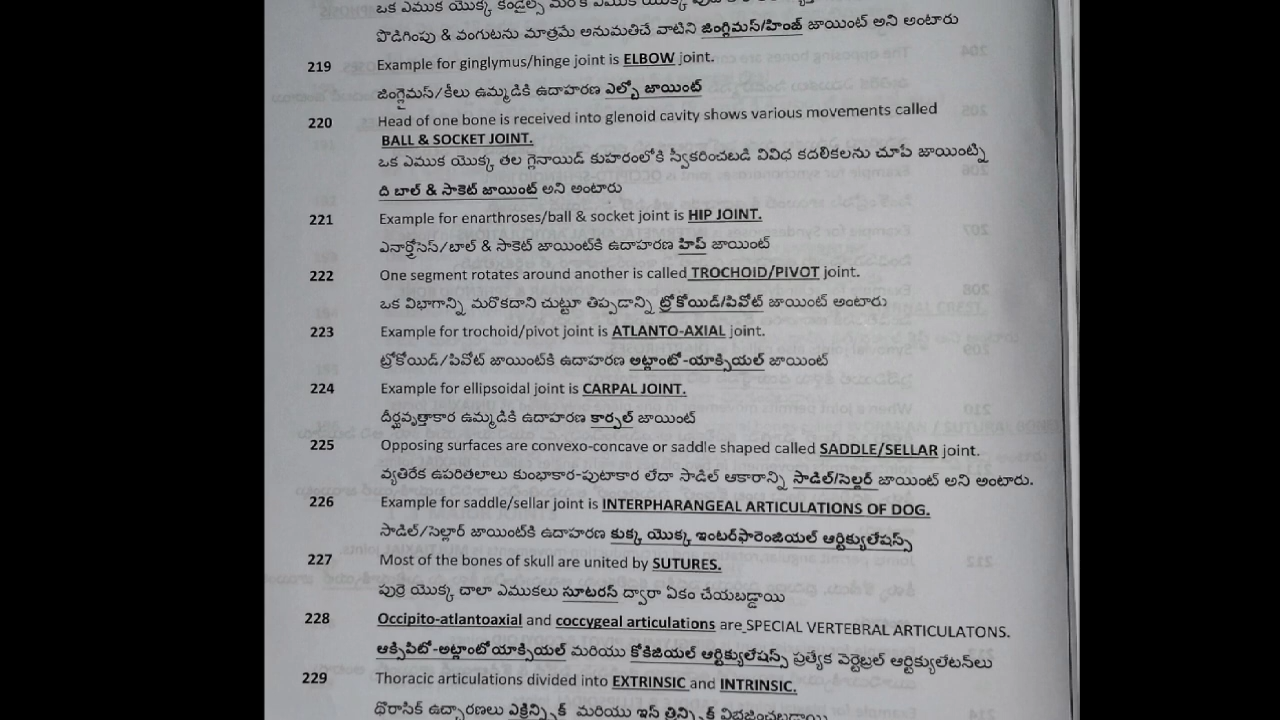 ఒక ఎముక యొక్క
పొడిగింపు & వంగుటను మాత్రమే అనుమతిచే వాటిని జింగ్లిమస్/హింజ్ జాయింట్ అని అంటారు
219 Example for ginglymus/hinge joint is ELBOW joint.
జింగ్లైమస్/కీలు ఉమ్మడికి ఉదాహరణ ఎల్బో జాయింట్
220 Head of one bone is received into glenoid cavity shows various movements called
BALL & SOCKET JOINT.
ఒక ఎముక యొక్క తల గ్లెనాయిడ్ కుహరంలోకి స్వీకరించబడి వివిధ కదలికలను చూపే జాయింట్ని
ది బాల్ & సాకెట్ జాయింట్ అని అంటారు
221 Example for enarthroses/ball & socket joint is HIP JOINT.
ఎనార్త్రోసెస్/బాల్ & సాకెట్ జాయింట్‌కి ఉదాహరణ హిప్ జాయింట్
222 One segment rotates around another is called TROCHOID/PIVOT joint.
ఒక విభాగాన్ని మరొకదాని చుట్టూ తిప్పడాన్ని ట్రోకోయిడ్/పివోట్ జాయింట్ అంటారు
223 Example for trochoid/pivot joint is ATLANTO-AXIAL joint.
ట్రోకోయిడ్/పివోట్ జాయింట్‌కి ఉదాహరణ అట్లాంటో-యాక్సియల్ జాయింట్
224 Example for ellipsoidal joint is CARPAL JOINT.
దీర్ఘవృత్తాకార ఉమ్మడికి ఉదాహరణ కార్పల్ జాయింట్
225 Opposing surfaces are convexo-concave or saddle shaped called SADDLE/SELLAR joint.
వ్యతిరేక ఉపరితలాలు కుంభాకార-పుటాకార లేదా సాడిల్ ఆకారాన్ని సాడిల్/సెల్లర్ జాయింట్ అని అంటారు.
226 Example for saddle/sellar joint is INTERPHARANGEAL ARTICULATIONS OF DOG.
సాడిల్/సెల్లార్ జాయింట్‌కి ఉదాహరణ కుక్క యొక్క ఇంటర్‌ఫారెంజియల్ ఆర్టిక్యులేషన్స్
227 Most of the bones of skull are united by SUTURES.
పుర్రె యొక్క చాలా ఎముకలు సూటరస్ ద్వారా ఏకం చేయబడ్డాయి
228 Occipito-atlantoaxial and coccygeal articulations are SPECIAL VERTEBRAL ARTICULATONS.
ఆక్సిపిటో-అట్లాంటోయాక్సియల్ మరియు కోకిజియల్ ఆర్టిక్యులేషన్స్ ప్రత్యేక వెర్టెబ్రల్ ఆర్టిక్యులేటన్‌లు
229 Thoracic articulations divided into EXTRINSIC and INTRINSIC.
థొరాసిక్ ఉచ్చారణలు మరియు